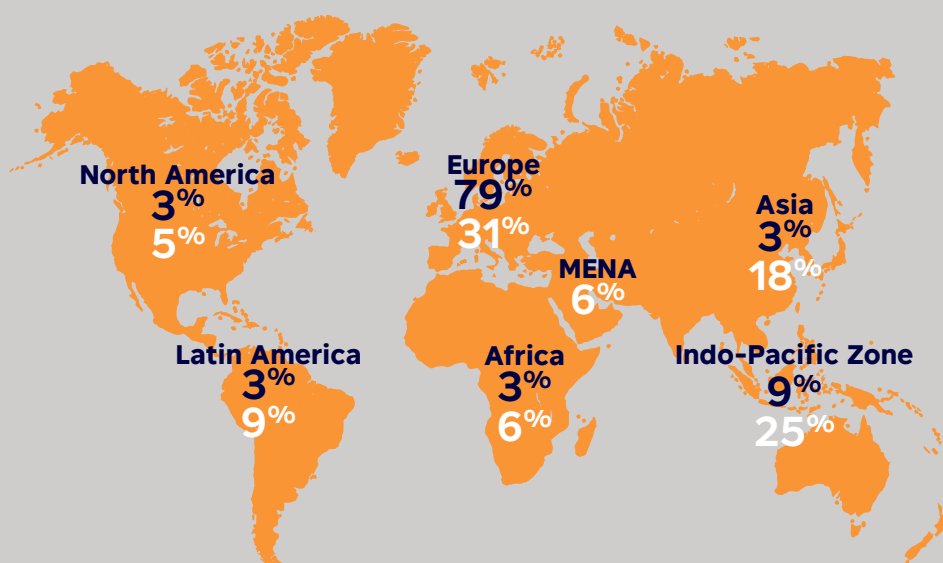 North America
3%
5%
Europe
79%
31%
Asia
3%
18%
MENA
6%
Latin America
3%
9%
Africa
3%
6%
Indo-Pacific Zone
9%
25%